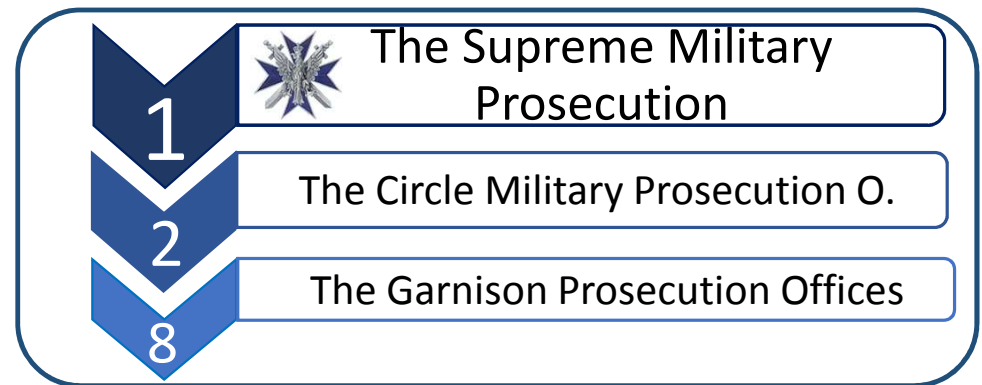 1
The Supreme Military
Prosecution
2
The Circle Military Prosecution O.
8
The Garnison Prosecution Offices